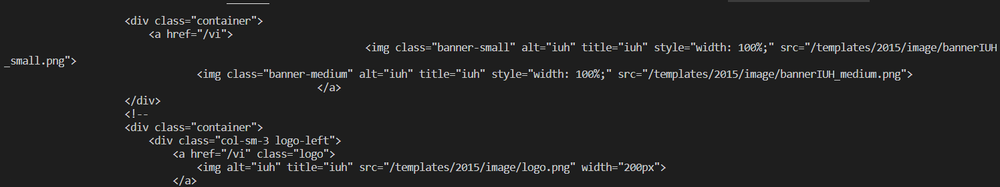 <div class="container">
<a href="/vi">
<img class="banner-small" alt="iuh" title="iuh" style="width: 100%;" src="/templates/2015/image/bannerIUH
_small.png">
<img class="banner-medium" alt="iuh" title="iuh" style="width: 100%;" src="/templates/2015/image/bannerIUH_medium.png">
</a>
</div>
<!--
<div class="container">
<div class="col-sm-3 logo-left">
<a href="/vi" class="logo">
<img alt="iuh" title="iuh" src="/templates/2015/image/logo.png" width="200px">
</a>